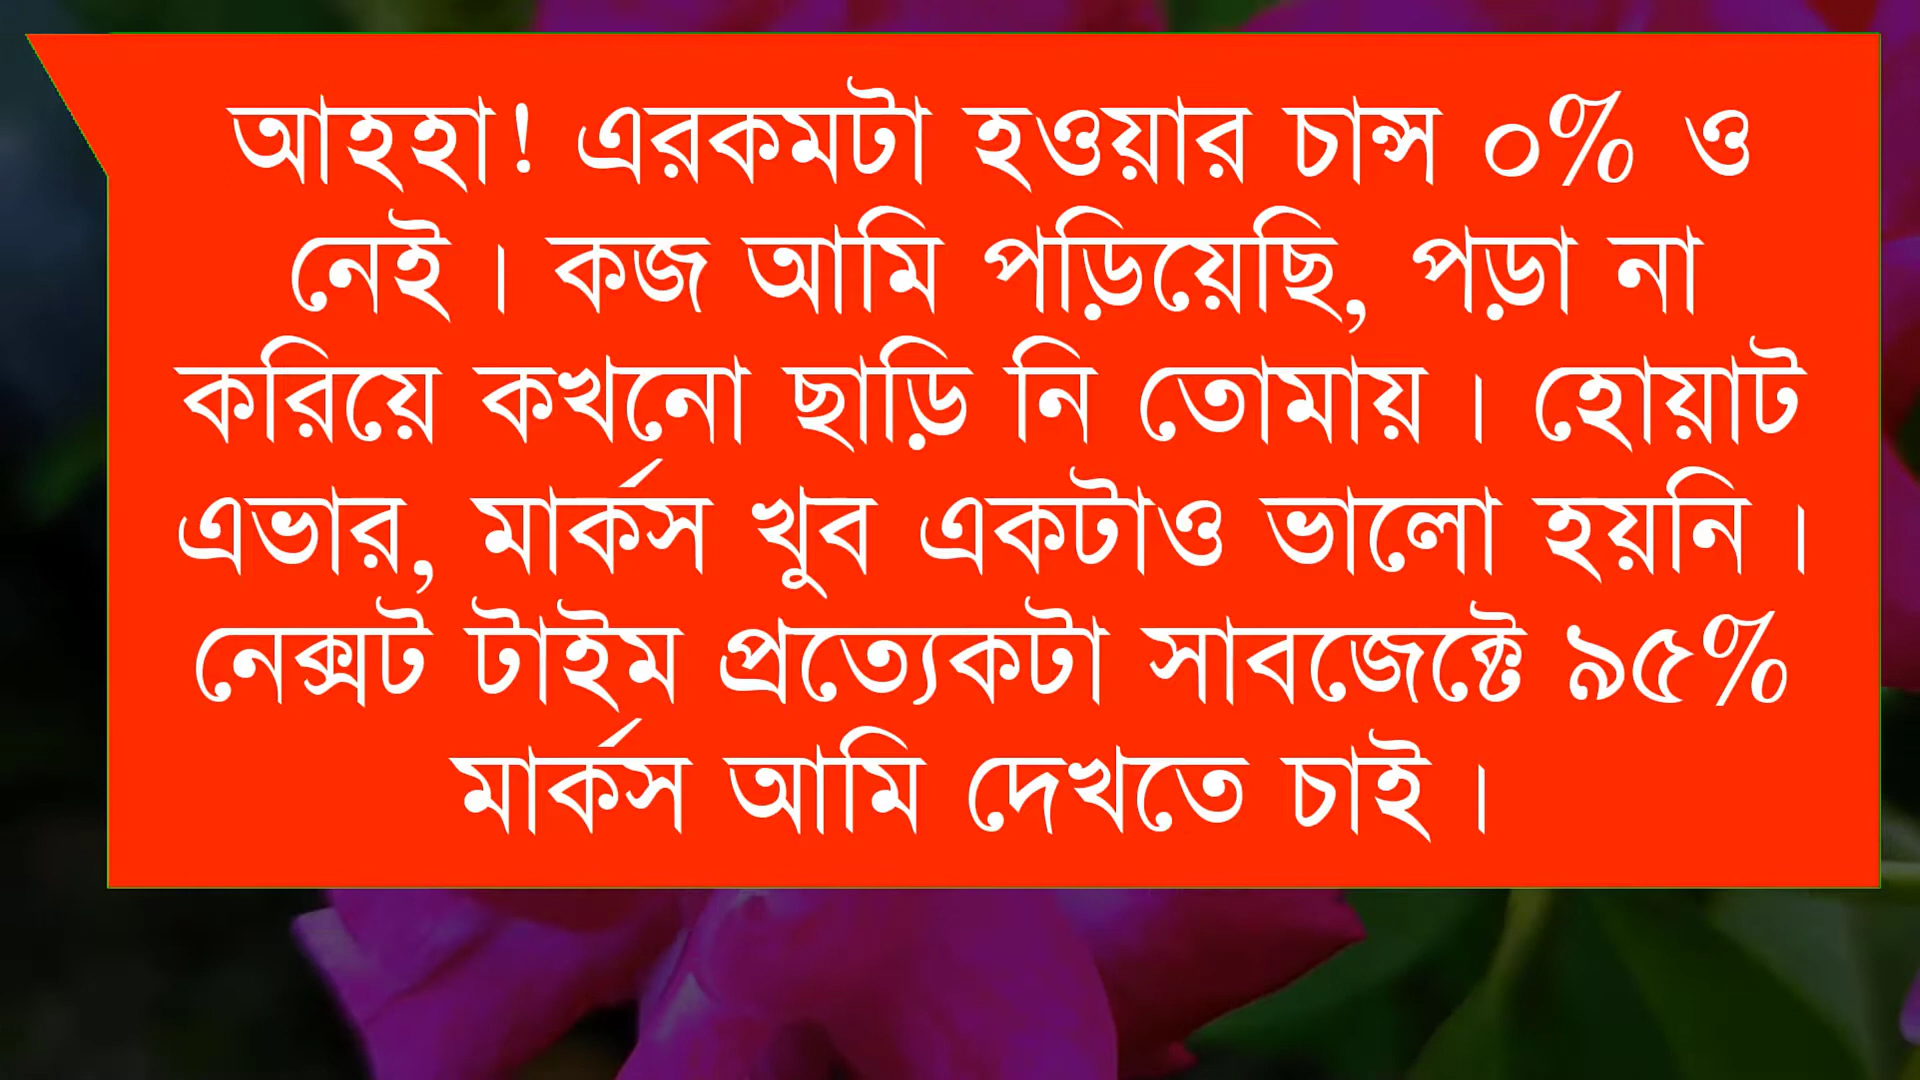 আহহা! এরকমটা হওয়ার চান্স ০% ও
নেই। কজ আমি পড়িয়েছি, পড়া না
করিয়ে কখনো ছাড়ি নি তোমায়। হোয়াট
এভার, মার্কস খুব একটাও ভালো হয়নি।
নেক্সট টাইম প্রত্যেকটা সাবজেক্টে ৯৫%
মার্কস আমি দেখতে চাই।